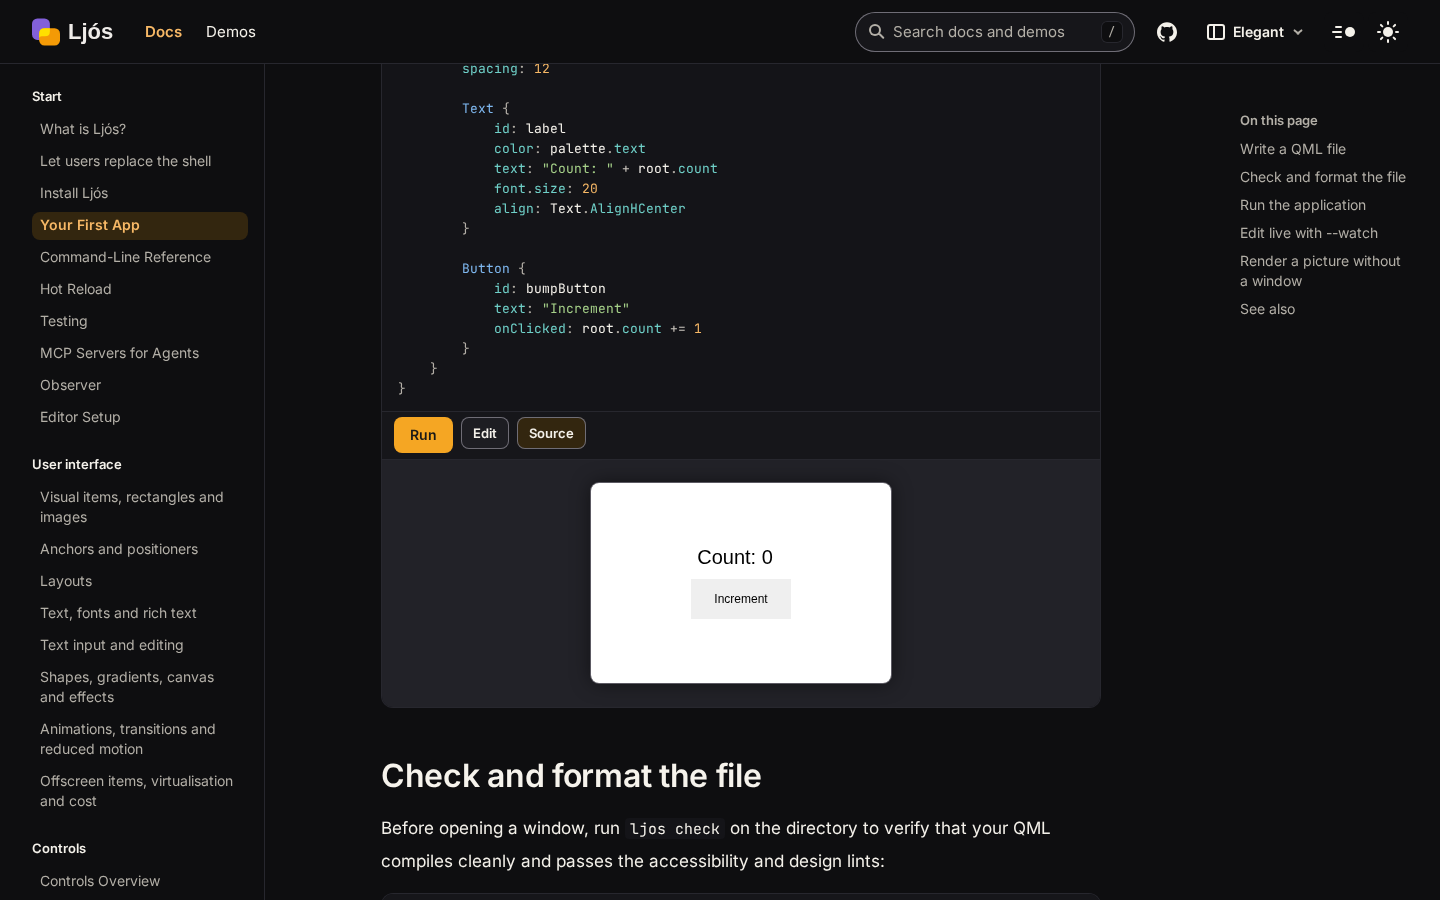 Ljós
Docs
Demos
Search docs and demos
/
Elegant
Start
What is Ljós?
Let users replace the shell
Install Ljós
Your First App
Command-Line Reference
Hot Reload
Testing
MCP Servers for Agents
Observer
Editor Setup
User interface
Visual items, rectangles and
images
Anchors and positioners
Layouts
Text, fonts and rich text
Text input and editing
Shapes, gradients, canvas
and effects
Animations, transitions and
reduced motion
Offscreen items, virtualisation
and cost
Controls
Controls Overview
spacing: 12
Text {
id: label
color: palette.text
text: "Count: " + root.count
font.size: 20
align: Text.AlignHCenter
}
Button {
id: bumpButton
text: "Increment"
onClicked: root.count += 1
}
}
}
Run
Edit
Source
Count: 0
Increment
Check and format the file
Before opening a window, run ljos check on the directory to verify that your QML
compiles cleanly and passes the accessibility and design lints:
On this page
Write a QML file
Check and format the file
Run the application
Edit live with --watch
Render a picture without
a window
See also